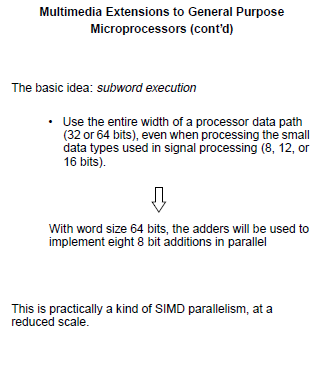 Multimedia Extensions to General Purpose
Microprocessors (cont'd)
The basic idea: subword execution
• Use the entire width of a processor data path
(32 or 64 bits), even when processing the small
data types used in signal processing (8, 12, or
16 bits).
With word size 64 bits, the adders will be used to
implement eight 8 bit additions in parallel
This is practically a kind of SIMD parallelism, at a
reduced scale.